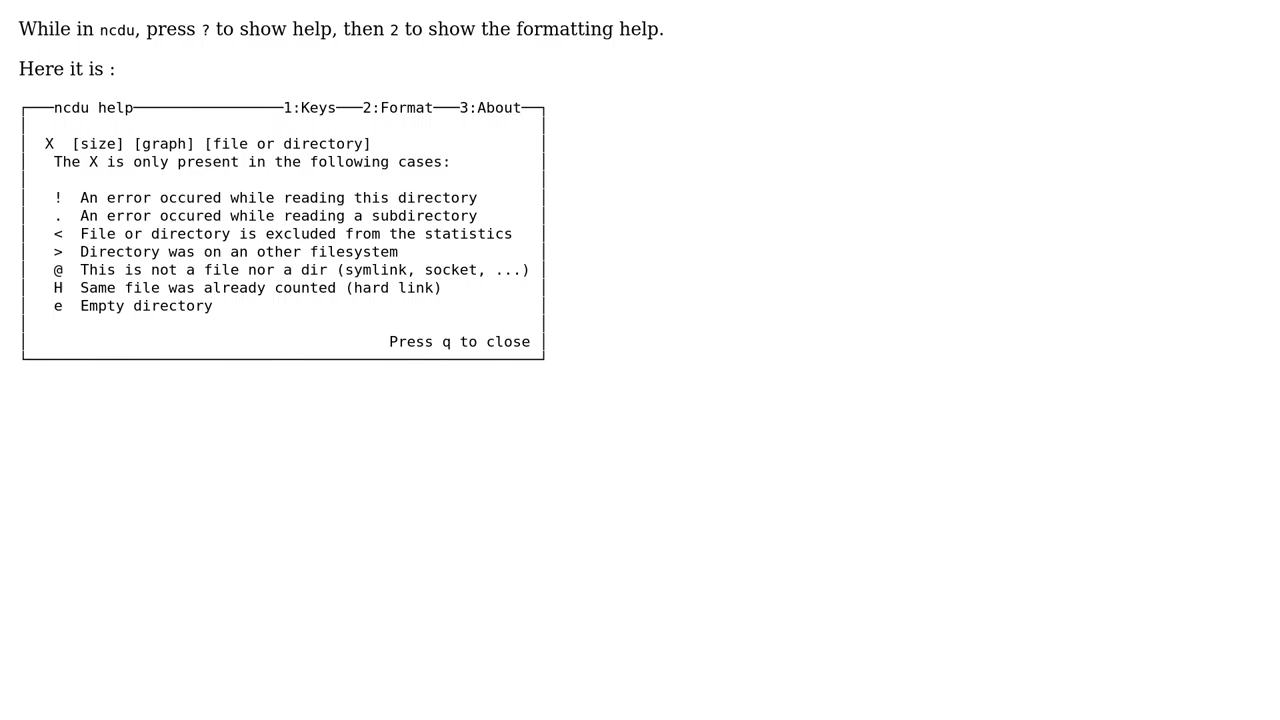 While in ncdu, press ? to show help, then 2 to show the formatting help.
Here it is :
┌───ncdu help─────────────────1:Keys───2:Format───3:About──┐
X  [size] [graph] [file or directory]
The X is only present in the following cases:
!  An error occured while reading this directory
.  An error occured while reading a subdirectory
<  File or directory is excluded from the statistics
>  Directory was on an other filesystem
@  This is not a file nor a dir (symlink, socket, ...)
H  Same file was already counted (hard link)
e  Empty directory
Press q to close